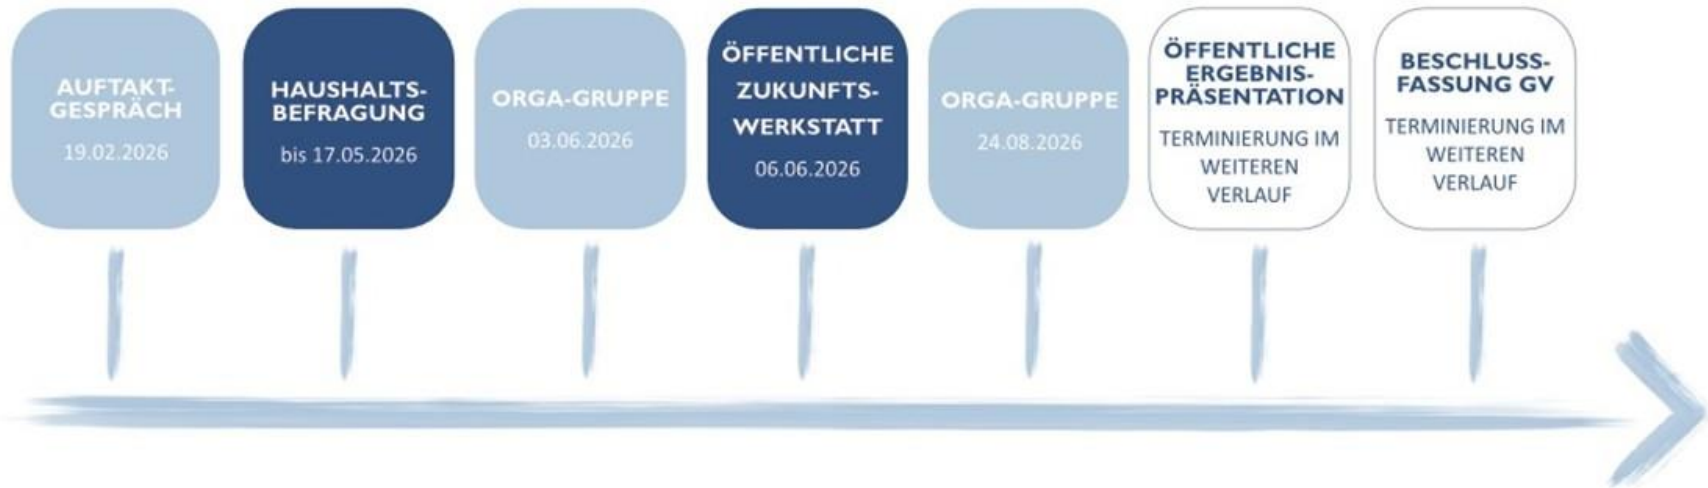 AUFTAKT-
GESPRÄCH
19.02.2026
HAUSHALTS-
BEFRAGUNG
bis 17.05.2026
ORGA-GRUPPE
03.06.2026
ÖFFENTLICHE
ZUKUNFTS-
WERKSTATT
06.06.2026
ORGA-GRUPPE
24.08.2026
ÖFFENTLICHE
ERGEBNIS-
PRÄSENTATION
TERMINIERUNG IM
WEITEREN
VERLAUF
BESCHLUSS-
FASSUNG GV
TERMINIERUNG IM
WEITEREN
VERLAUF